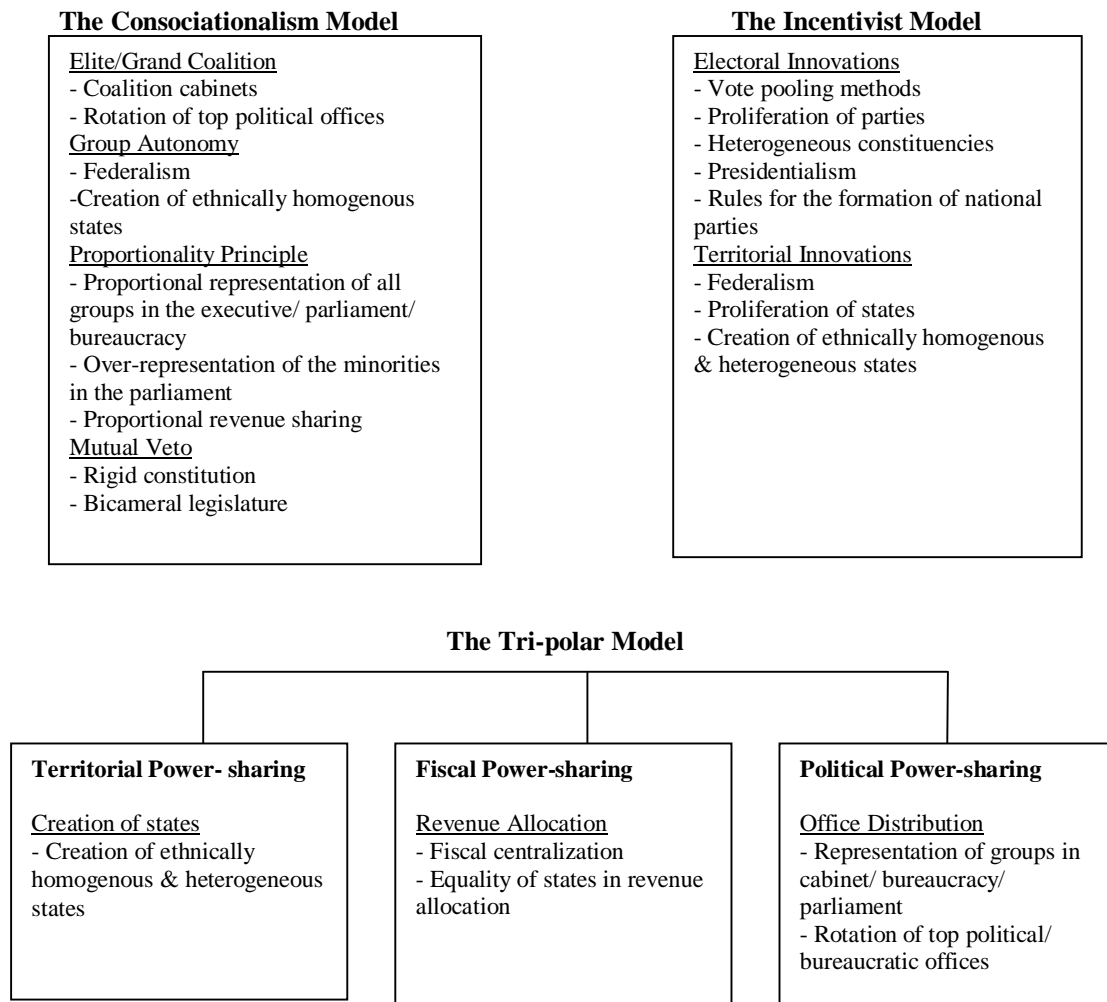 The Consociationalism Model
Elite/Grand Coalition
- Coalition cabinets
- Rotation of top political offices
Group Autonomy
- Federalism
-Creation of ethnically homogenous
states
Proportionality Principle
- Proportional representation of all
groups in the executive/ parliament/
bureaucracy
- Over-representation of the minorities
in the parliament
- Proportional revenue sharing
Mutual Veto
- Rigid constitution
- Bicameral legislature
The Incentivist Model
Electoral Innovations
- Vote pooling methods
- Proliferation of parties
- Heterogeneous constituencies
- Presidentialism
- Rules for the formation of national
parties
Territorial Innovations
- Federalism
- Proliferation of states
- Creation of ethnically homogenous
& heterogeneous states
The Tri-polar Model
Territorial Power- sharing
Creation of states
- Creation of ethnically
homogenous & heterogeneous
states
Fiscal Power-sharing
Revenue Allocation
- Fiscal centralization
- Equality of states in revenue
allocation
Political Power-sharing
Office Distribution
- Representation of groups in
cabinet/ bureaucracy/
parliament
- Rotation of top political/
bureaucratic offices